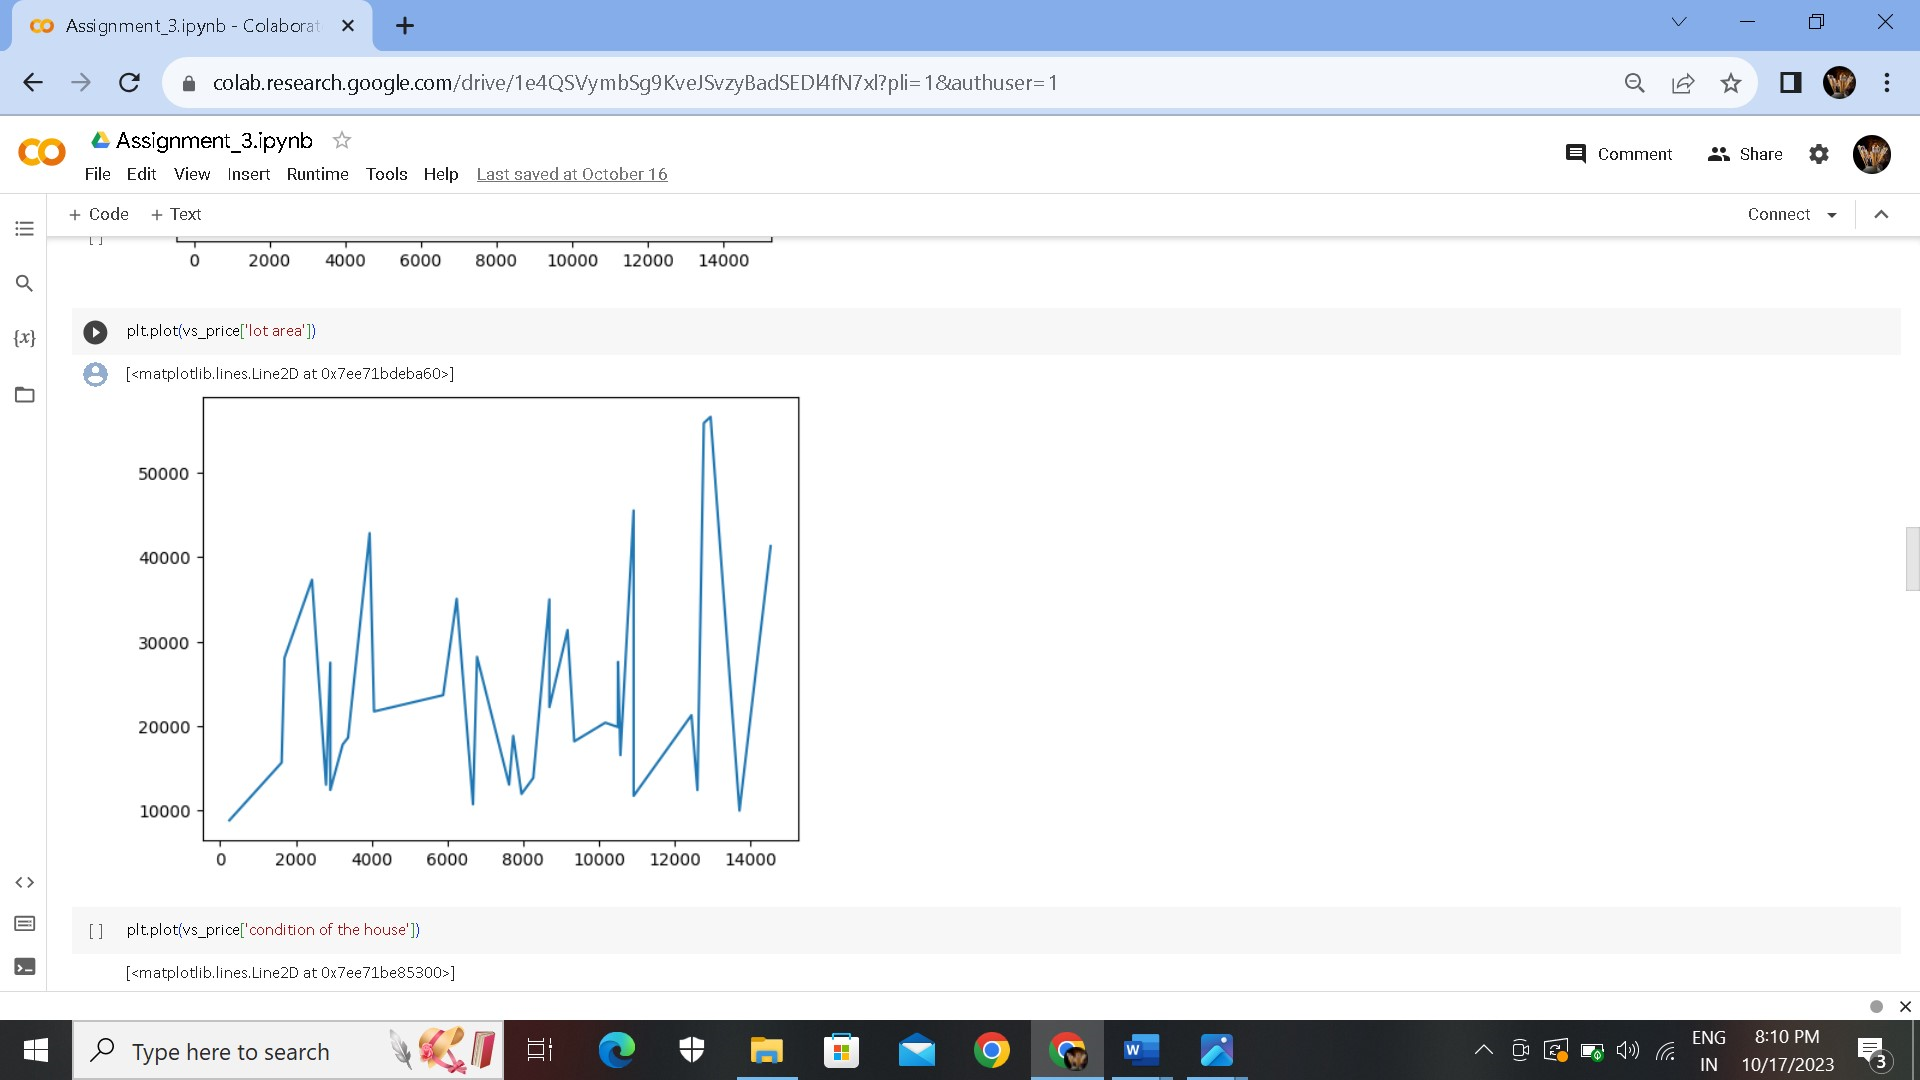 Assignment_3.ipynb - Colaborat
colab.research.google.com/drive/1e4QSVymbSg9KveJSvzyBadSEDl4fN7xl?pli=1&authuser=1
Assignment_3.ipynb
Comment
Share
File Edit View Insert Runtime Tools Help Last saved at October 16
+ Code + Text
Connect
[ ]
0 2000 4000 6000 8000 10000 12000 14000
{x}
plt.plot(vs_price['lot area'])
[<matplotlib.lines.Line2D at 0x7ee71bdeba60>]
50000
40000
30000
20000
10000
0 2000 4000 6000 8000 10000 12000 14000
[ ] plt.plot(vs_price['condition of the house'])
[<matplotlib.lines.Line2D at 0x7ee71be85300>]
Type here to search
W
ENG
IN
8:10 PM
10/17/2023
3